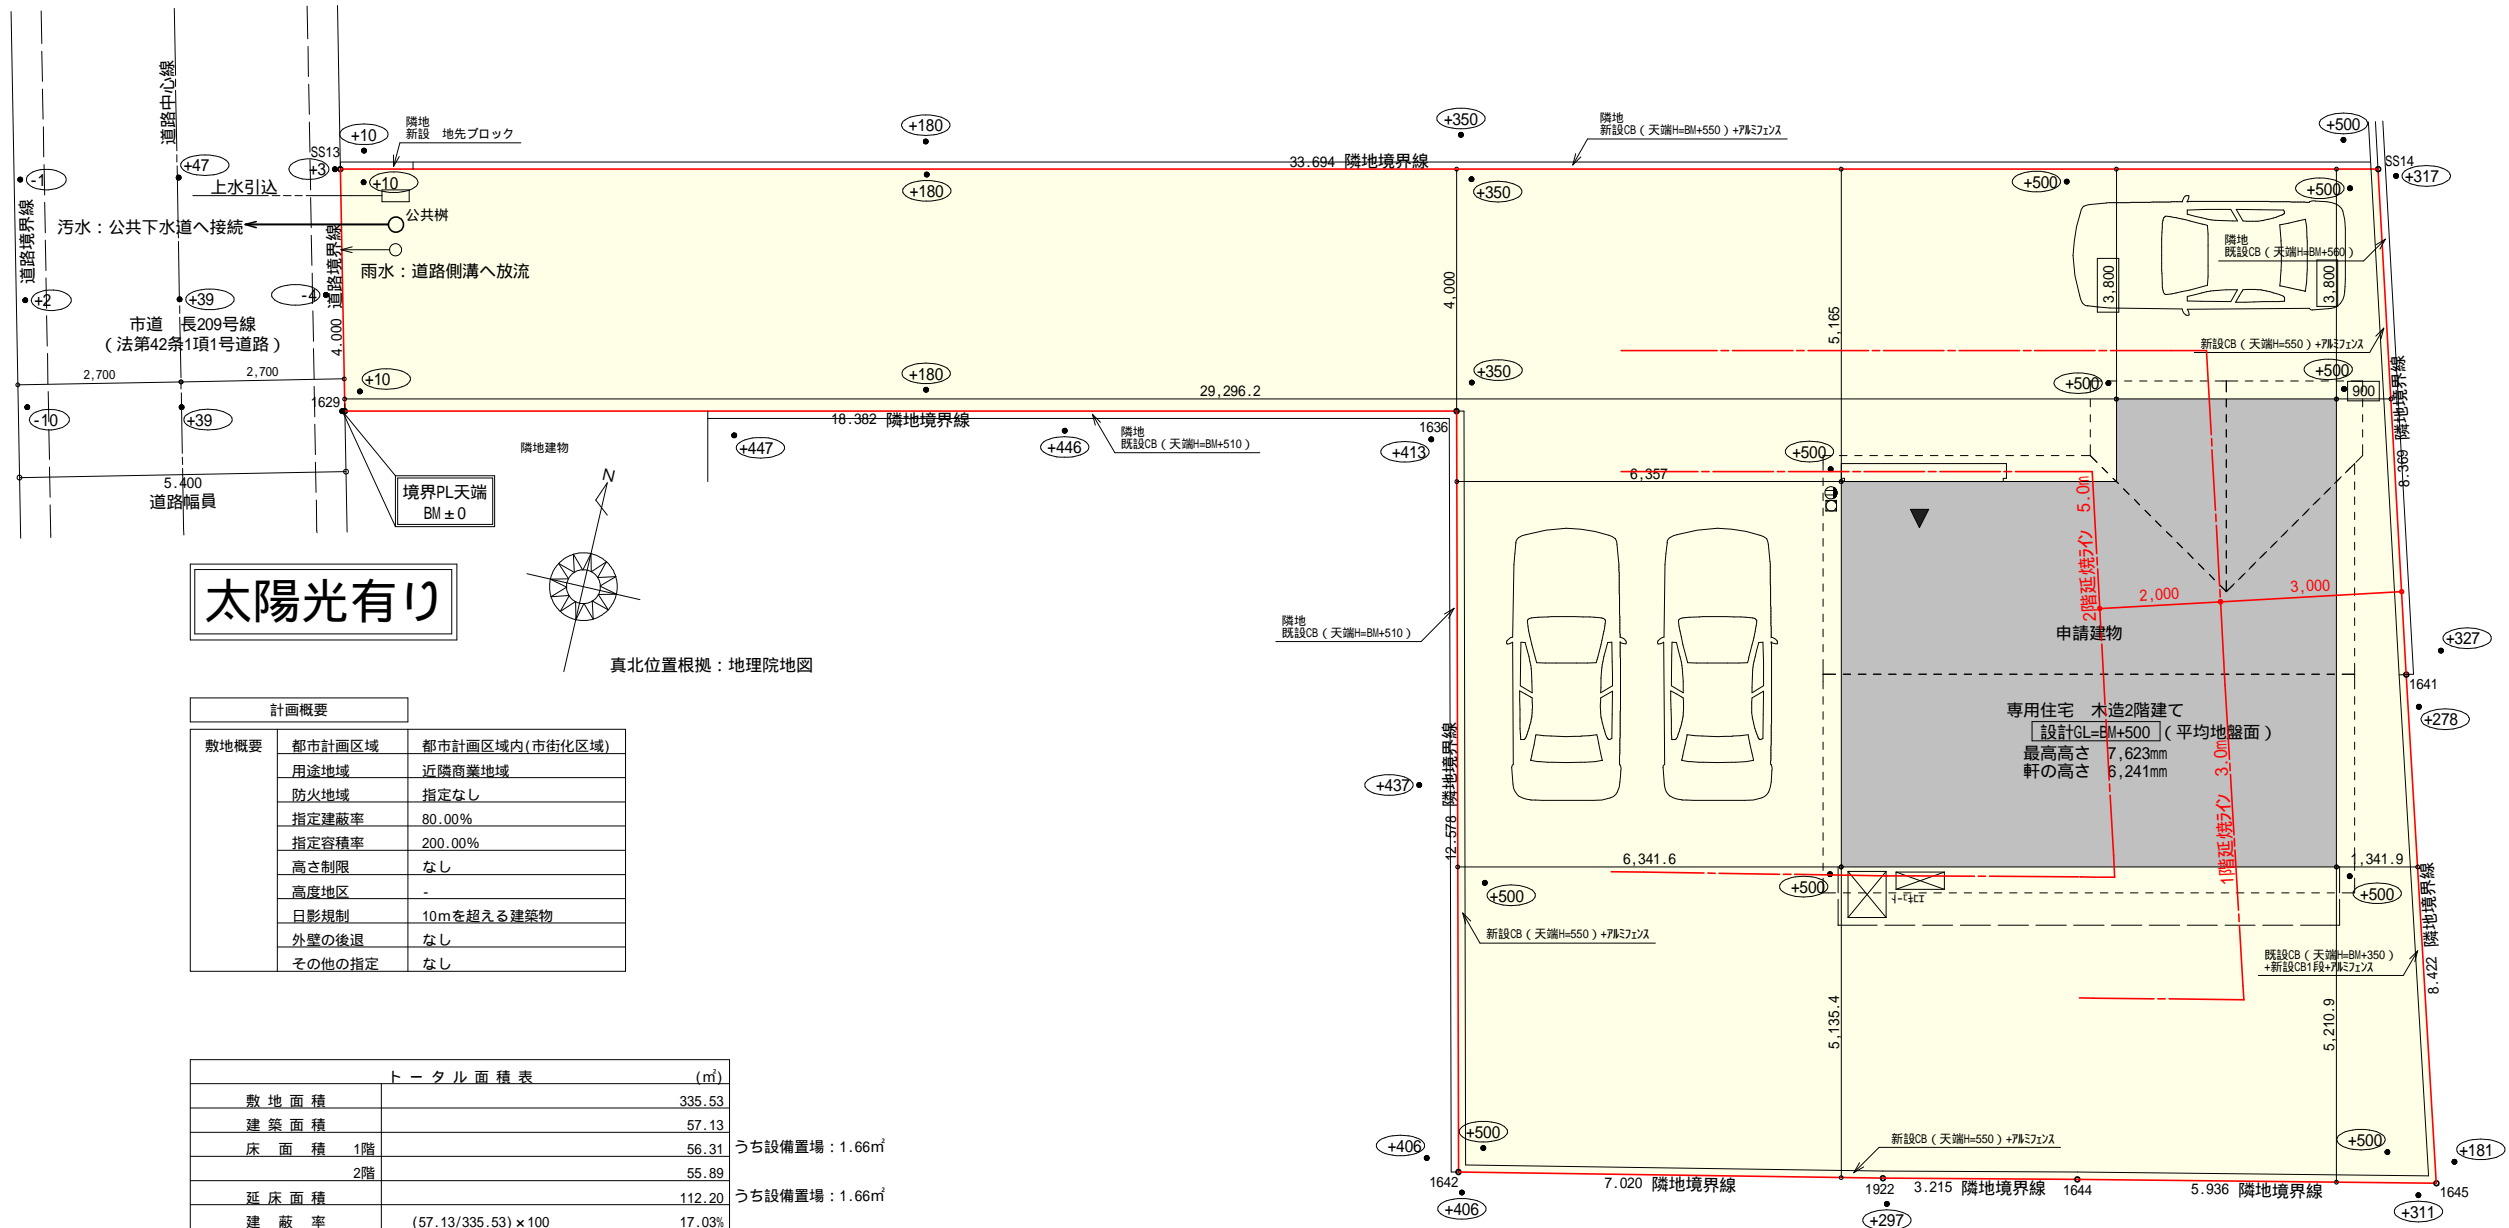 道路中心線
道路境界線
-1
+47
+3
+10
SS13
隣地
新設　地先ブロック
+180
+350
隣地
新設CB（天端H=BM+550）+アルミフェンス
+500
SS14
+317
33.694 隣地境界線
上水引込
+10
+180
+350
+500
+500
汚水：公共下水道へ接続
公共桝
雨水：道路側溝へ放流
道路境界線
4.000
+2
+39
-4
市道　長209号線
（法第42条1項1号道路）
2,700
2,700
4,000
5,165
3,800
3,800
隣地
既設CB（天端H=BM+560）
新設CB（天端H=550）+アルミフェンス
+10
+180
+350
+500
+500
900
29,296.2
-10
+39
1629
18.382 隣地境界線
8.369 隣地境界線
+447
+446
隣地
既設CB（天端H=BM+510）
1636
+413
+500
隣地建物
5.400
道路幅員
境界PL天端
BM±0
N
6,357
2階延焼ライン 5.0m
2,000
3,000
申請建物
太陽光有り
真北位置根拠：地理院地図
隣地
既設CB（天端H=BM+510）
+327
1641
+278
専用住宅　木造2階建て
設計GL=BM+500（平均地盤面）
最高高さ　7,623mm
軒の高さ　6,241mm
1階延焼ライン 3.0m
+437
12.578 隣地境界線
6,341.6
1,341.9
+500
+500
+500
エコキュート
新設CB（天端H=550）+アルミフェンス
既設CB（天端H=BM+350）
+新設CB1段+アルミフェンス
8.422 隣地境界線
5,135.4
5,210.9
計画概要
敷地概要 都市計画区域 都市計画区域内(市街化区域)
用途地域 近隣商業地域
防火地域 指定なし
指定建蔽率 80.00%
指定容積率 200.00%
高さ制限 なし
高度地区 -
日影規制 10mを超える建築物
外壁の後退 なし
その他の指定 なし
トータル面積表 (㎡)
敷地面積 335.53
建築面積 57.13
床面積 1階 56.31 うち設備置場：1.66㎡
2階 55.89
延床面積 112.20 うち設備置場：1.66㎡
建蔽率 (57.13/335.53)×100 17.03%
+406
+500
新設CB（天端H=550）+アルミフェンス
+500
+181
1642
7.020 隣地境界線
1922
3.215 隣地境界線
1644
5.936 隣地境界線
1645
+406
+297
+311